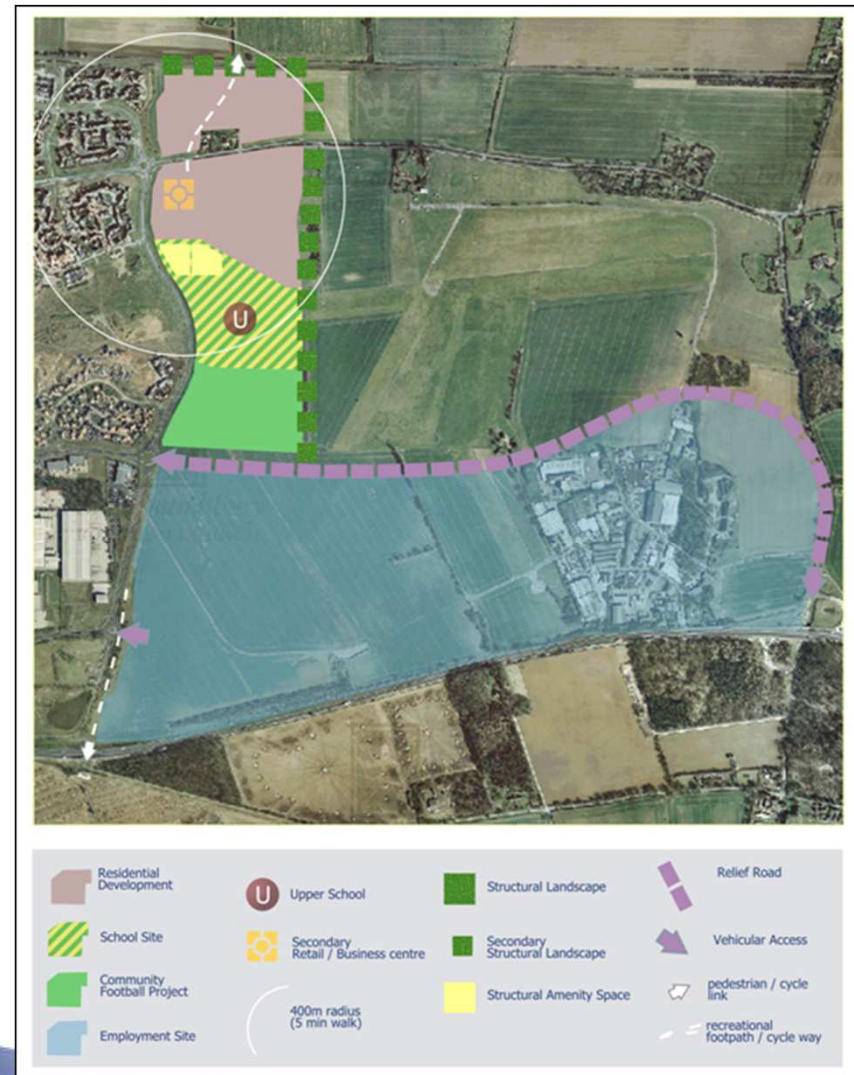 U
Residential
Development
School Site
Community
Football Project
Employment Site
U
Upper School
Secondary
Retail / Business centre
400m radius
(5 min walk)
Structural Landscape
Secondary
Structural Landscape
Structural Amenity Space
Relief Road
Vehicular Access
pedestrian / cycle
link
recreational
footpath / cycle way